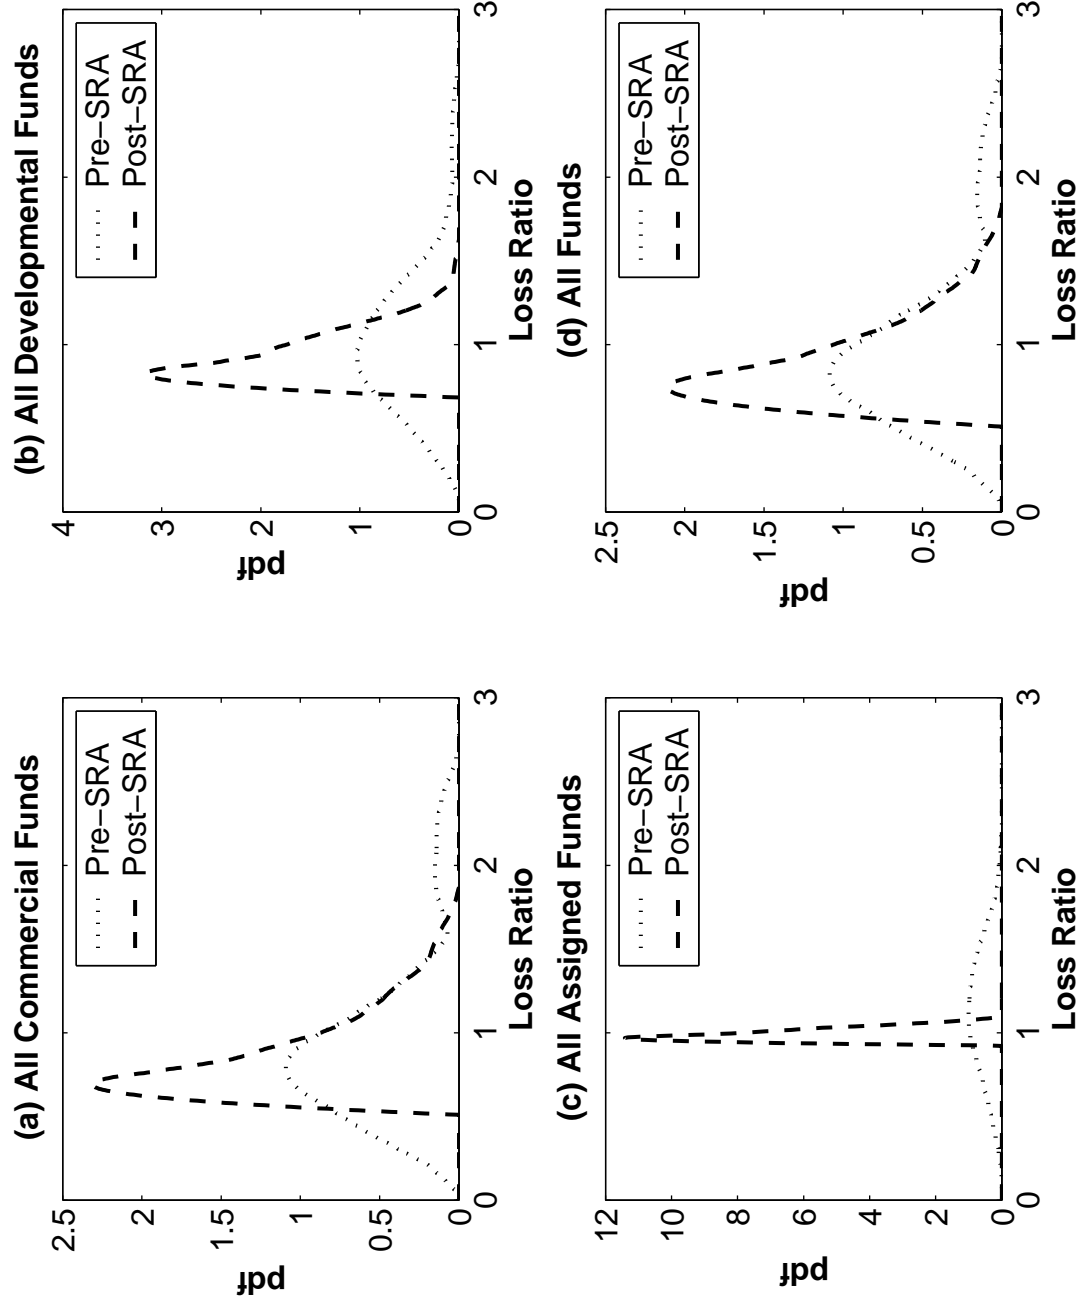 (a) All Commercial Funds
pdf
2.5
2
1.5
1
0.5
0
0 1 2 3
Loss Ratio
Pre–SRA
Post–SRA
(b) All Developmental Funds
pdf
4
3
2
1
0
0 1 2 3
Loss Ratio
Pre–SRA
Post–SRA
(c) All Assigned Funds
pdf
12
10
8
6
4
2
0
0 1 2 3
Loss Ratio
Pre–SRA
Post–SRA
(d) All Funds
pdf
2.5
2
1.5
1
0.5
0
0 1 2 3
Loss Ratio
Pre–SRA
Post–SRA